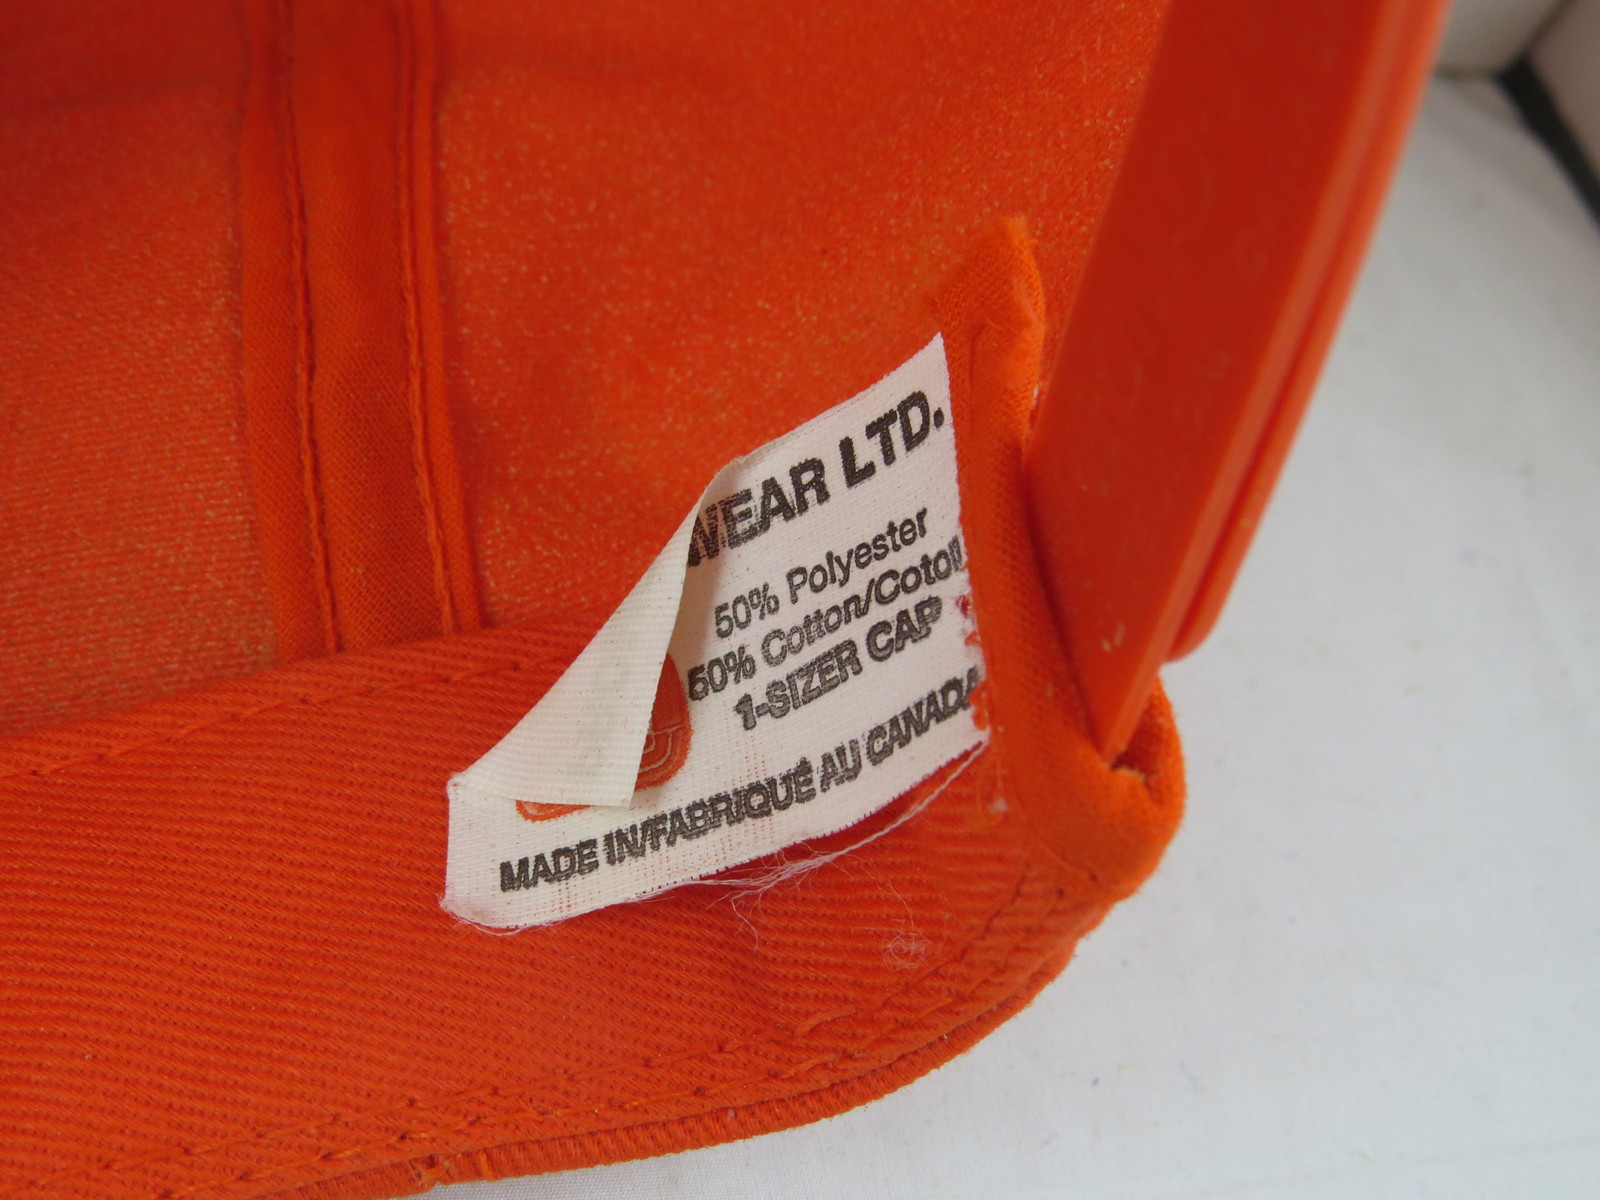 WEAR LTD.
50% Polyester
50% Cotton/Coton
1-SIZER CAP
MADE IN/FABRIQUÉ AU CANADA